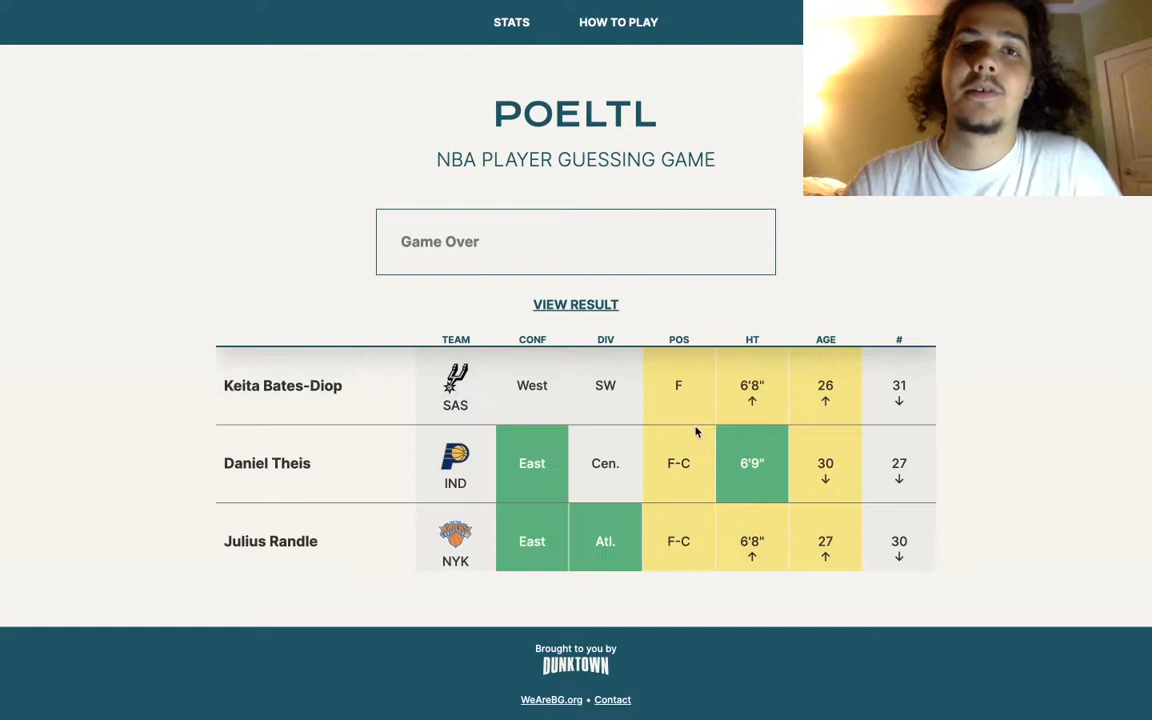 STATS HOW TO PLAY
POELTL
NBA PLAYER GUESSING GAME
Game Over
VIEW RESULT
TEAM CONF DIV POS HT AGE #
Keita Bates-Diop SAS West SW F 6'8" ↑ 26 ↑ 31 ↓
Daniel Theis IND East Cen. F-C 6'9" 30 ↓ 27 ↓
Julius Randle NYK East Atl. F-C 6'8" ↑ 27 ↑ 30 ↓
Brought to you by
DUNKTOWN
WeAreBG.org • Contact